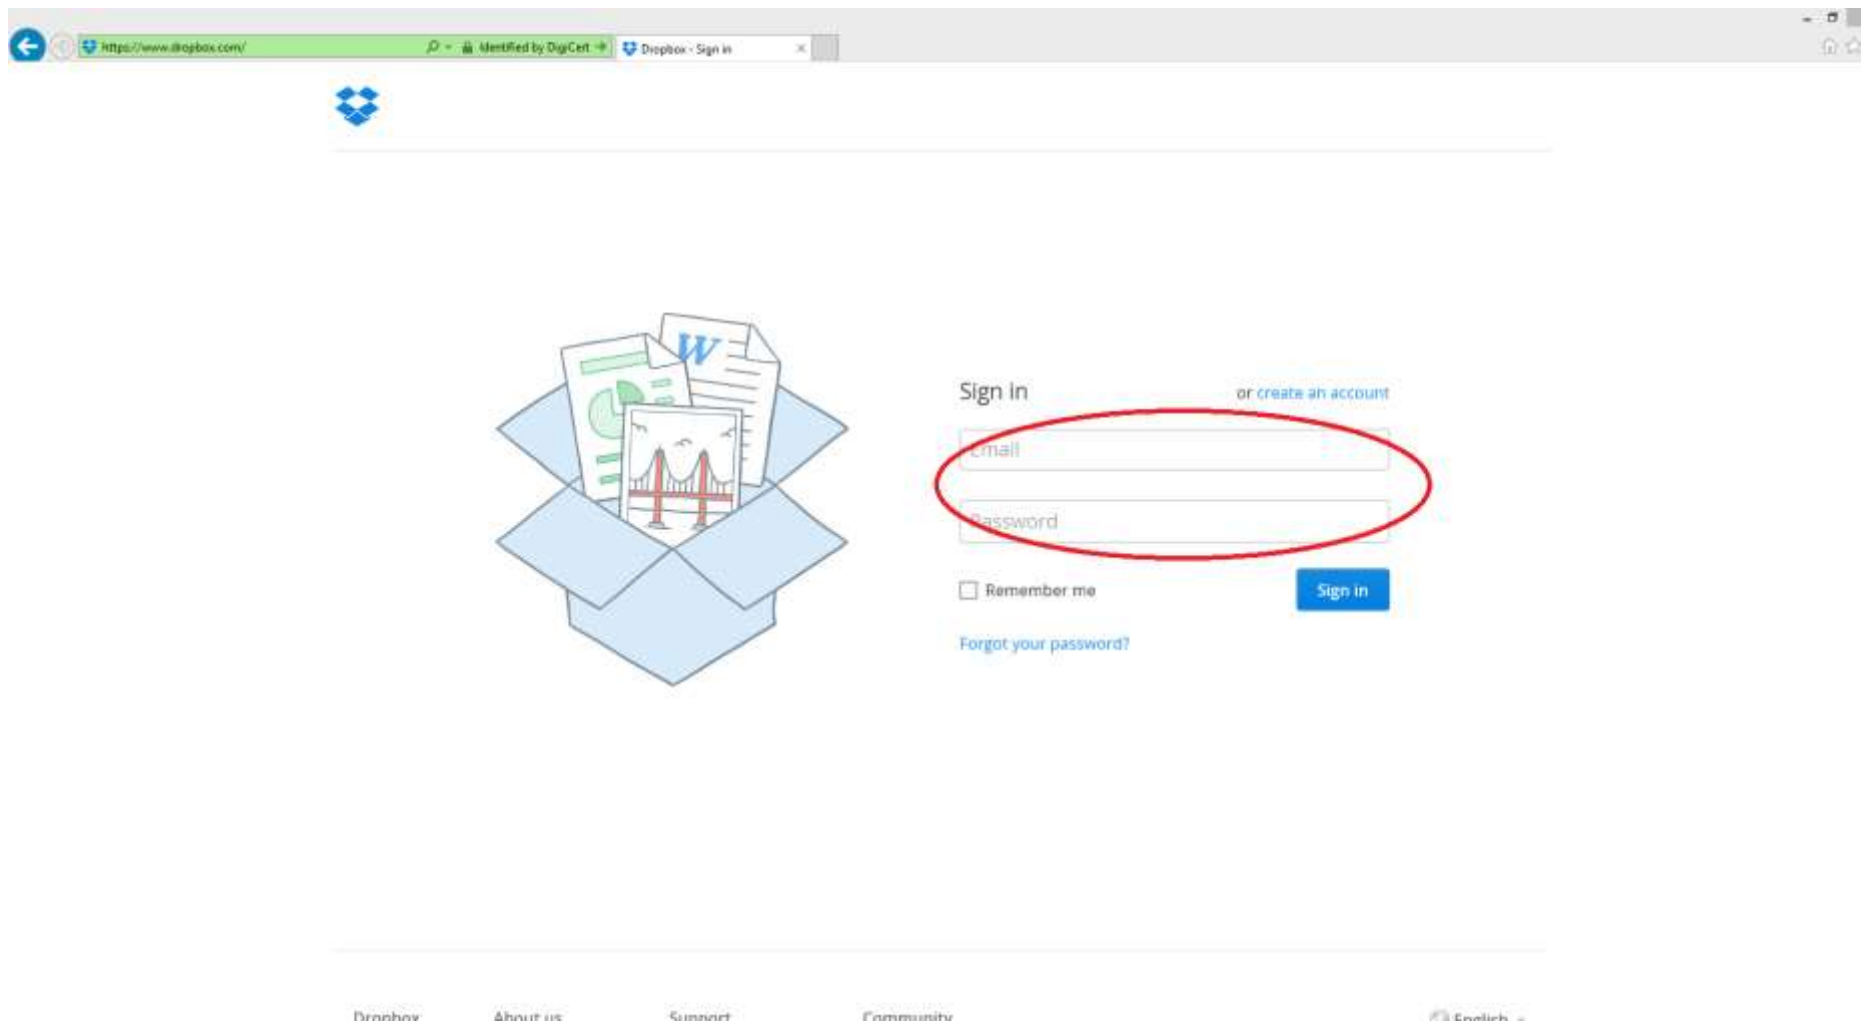 https://www.dropbox.com/
Identified by DigiCert
Dropbox - Sign in
W
Sign in
or create an account
Email
Password
Remember me
Sign in
Forgot your password?
Dropbox
About us
Support
Community
English